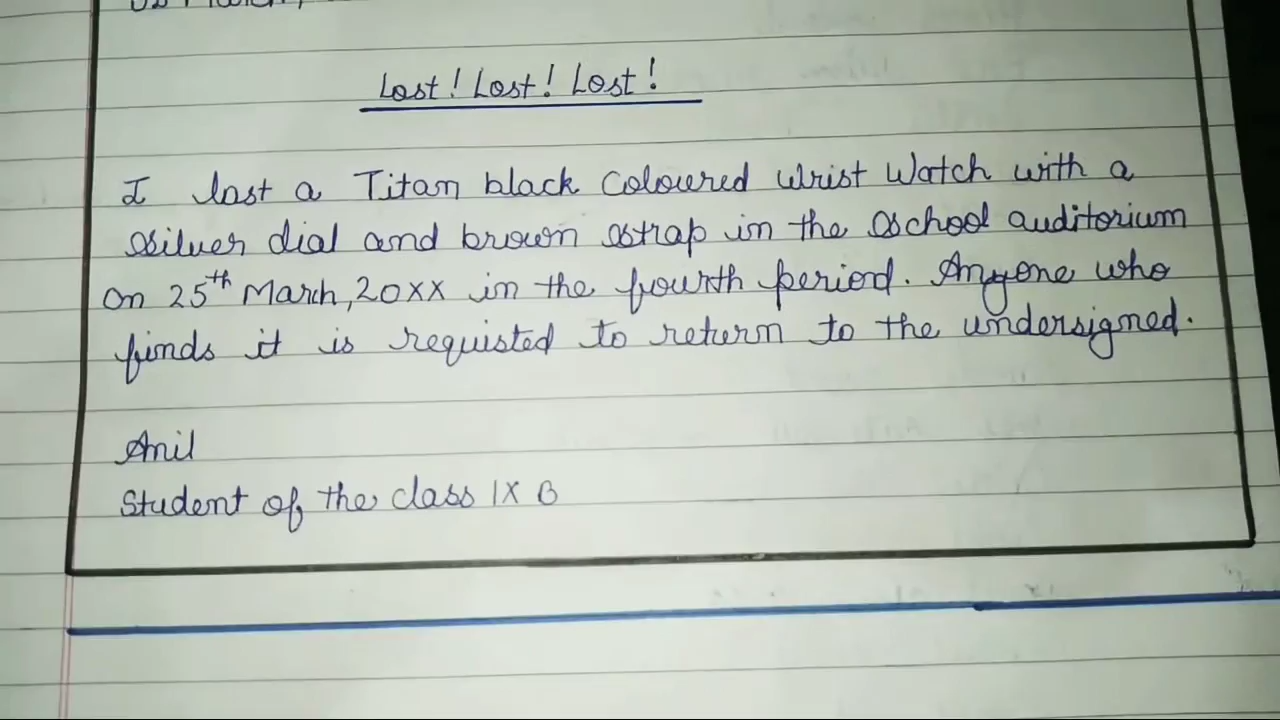 Lost! Lost! Lost!
I lost a Titan black coloured wrist watch with a
silver dial and brown strap in the school auditorium
on 25th March, 20XX in the fourth period. Anyone who
finds it is requisted to return to the undersigned.
Anil
Student of the class IX B